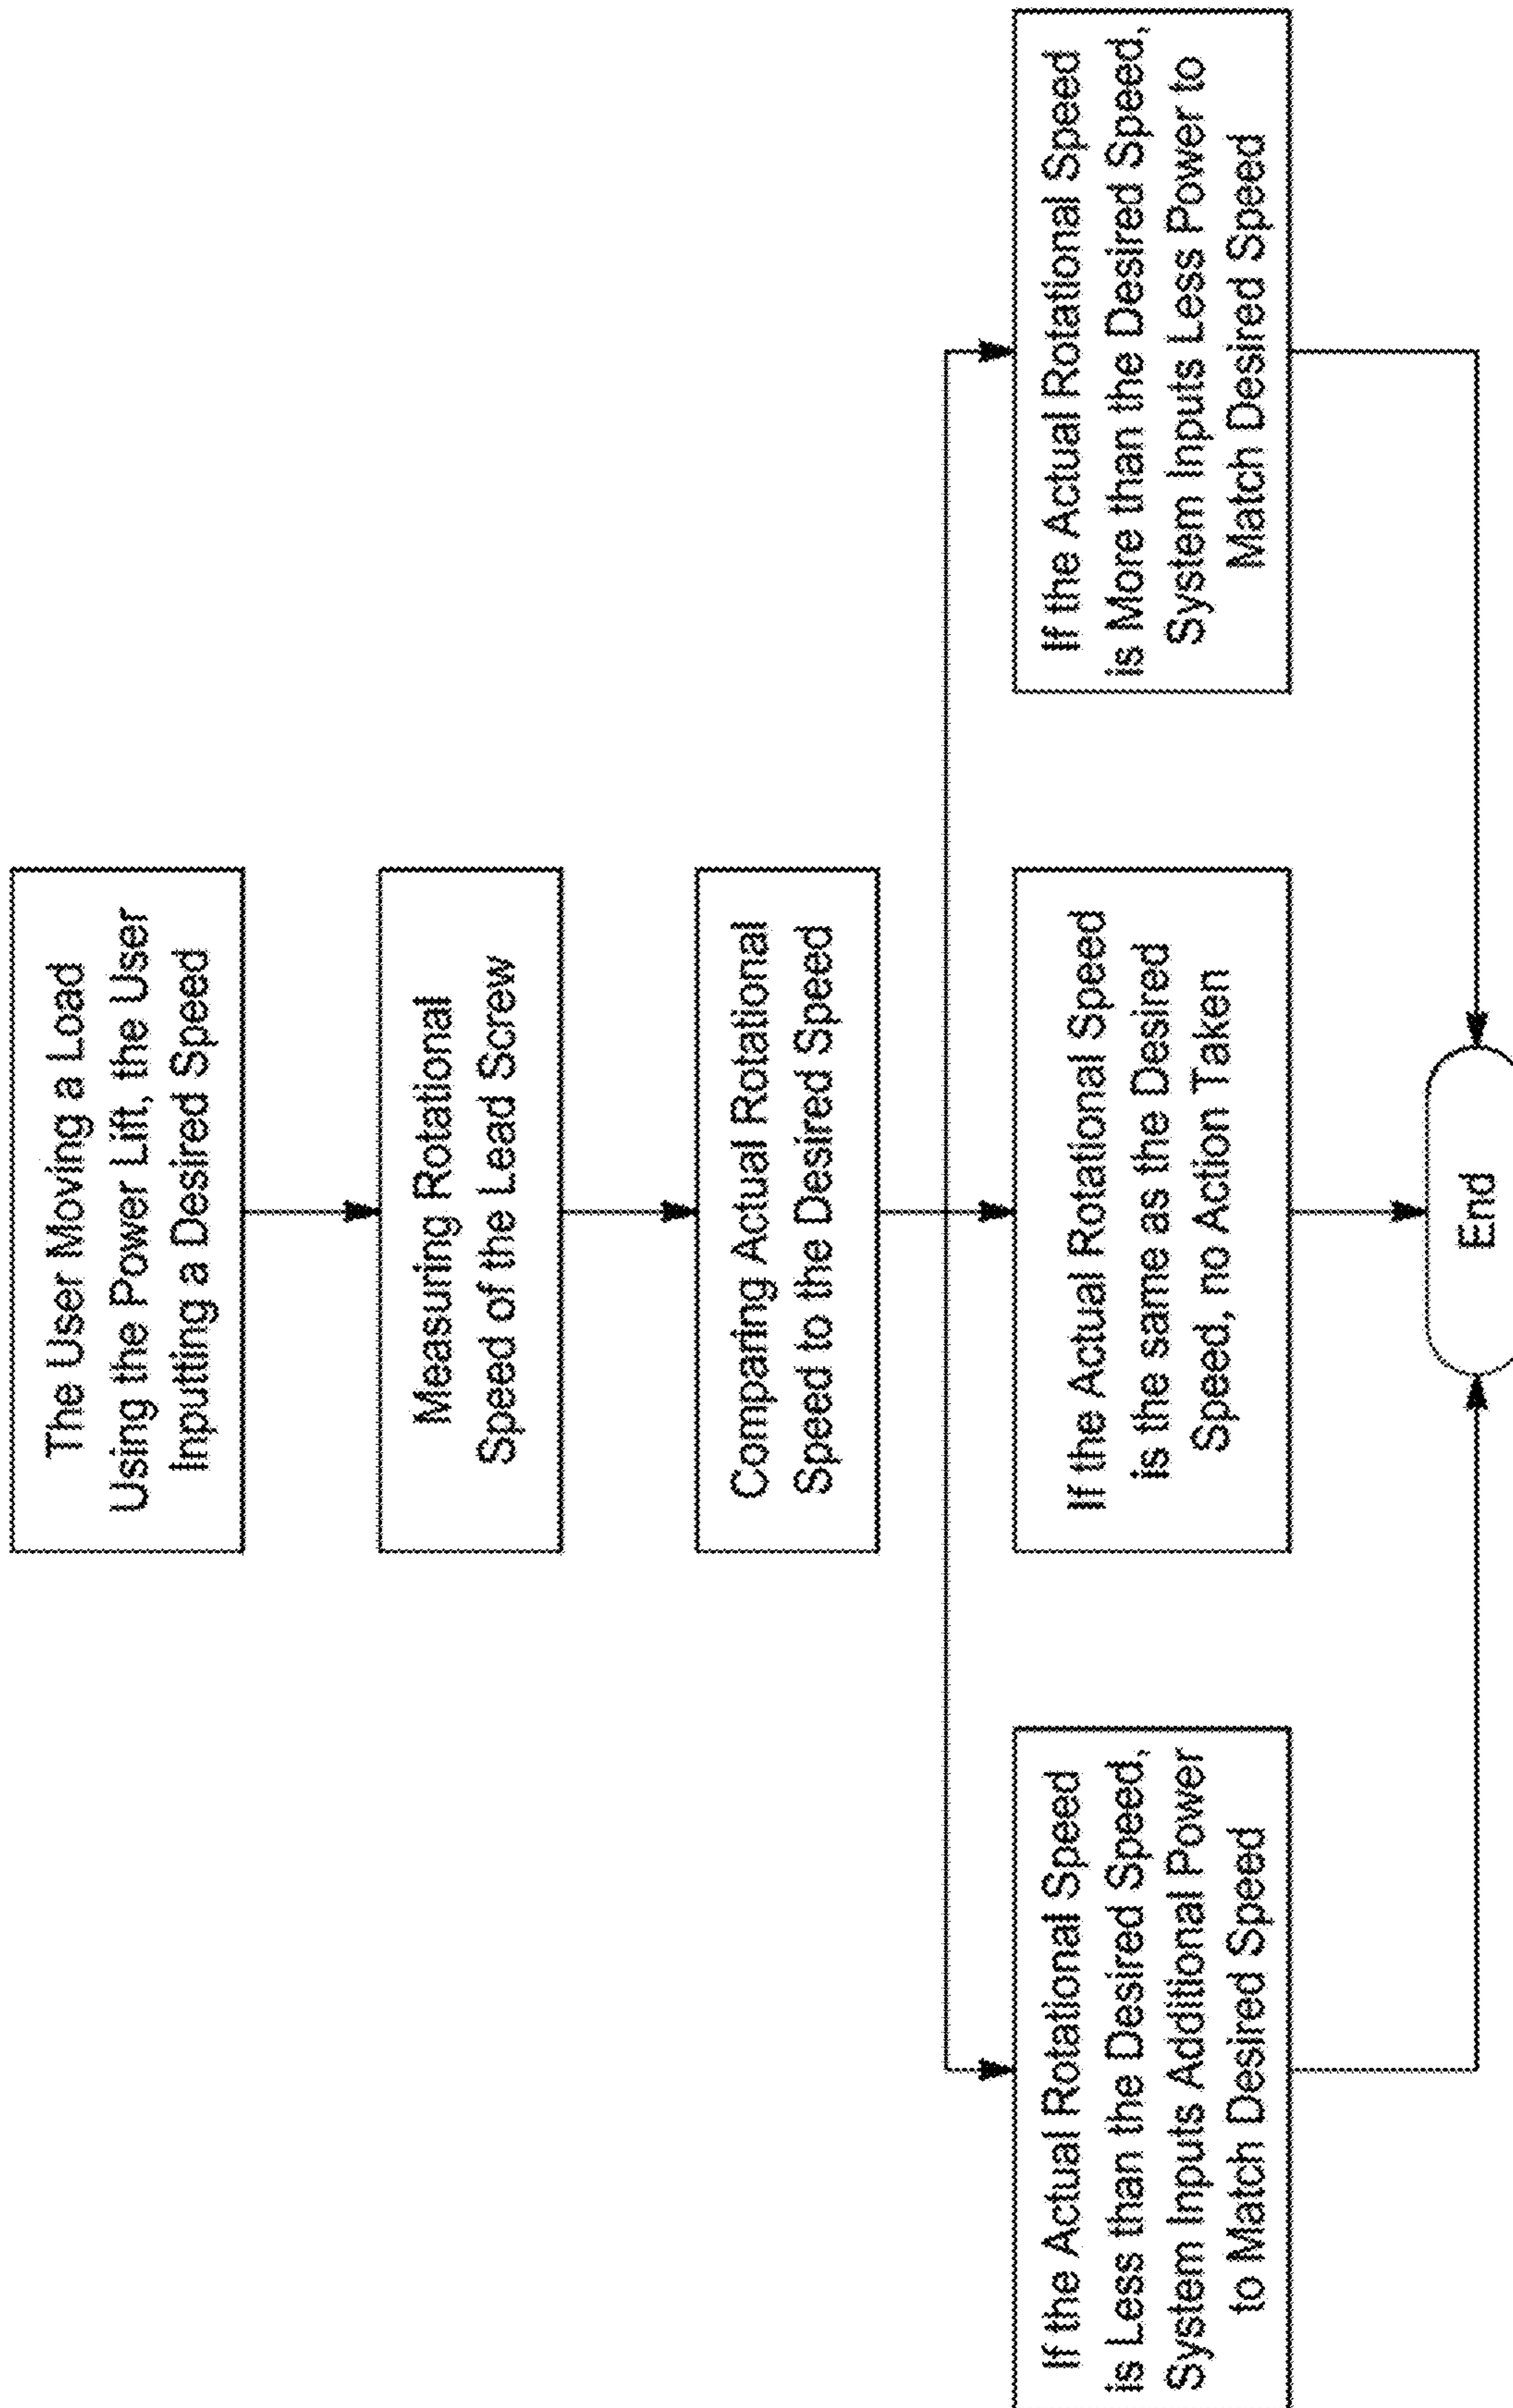 The User Moving a Load
Using the Power Lift, the User
Inputting a Desired Speed
Measuring Rotational
Speed of the Lead Screw
Comparing Actual Rotational
Speed to the Desired Speed
If the Actual Rotational Speed
is Less than the Desired Speed,
System Inputs Additional Power
to Match Desired Speed
If the Actual Rotational Speed
is the same as the Desired
Speed, no Action Taken
If the Actual Rotational Speed
is More than the Desired Speed,
System Inputs Less Power to
Match Desired Speed
End